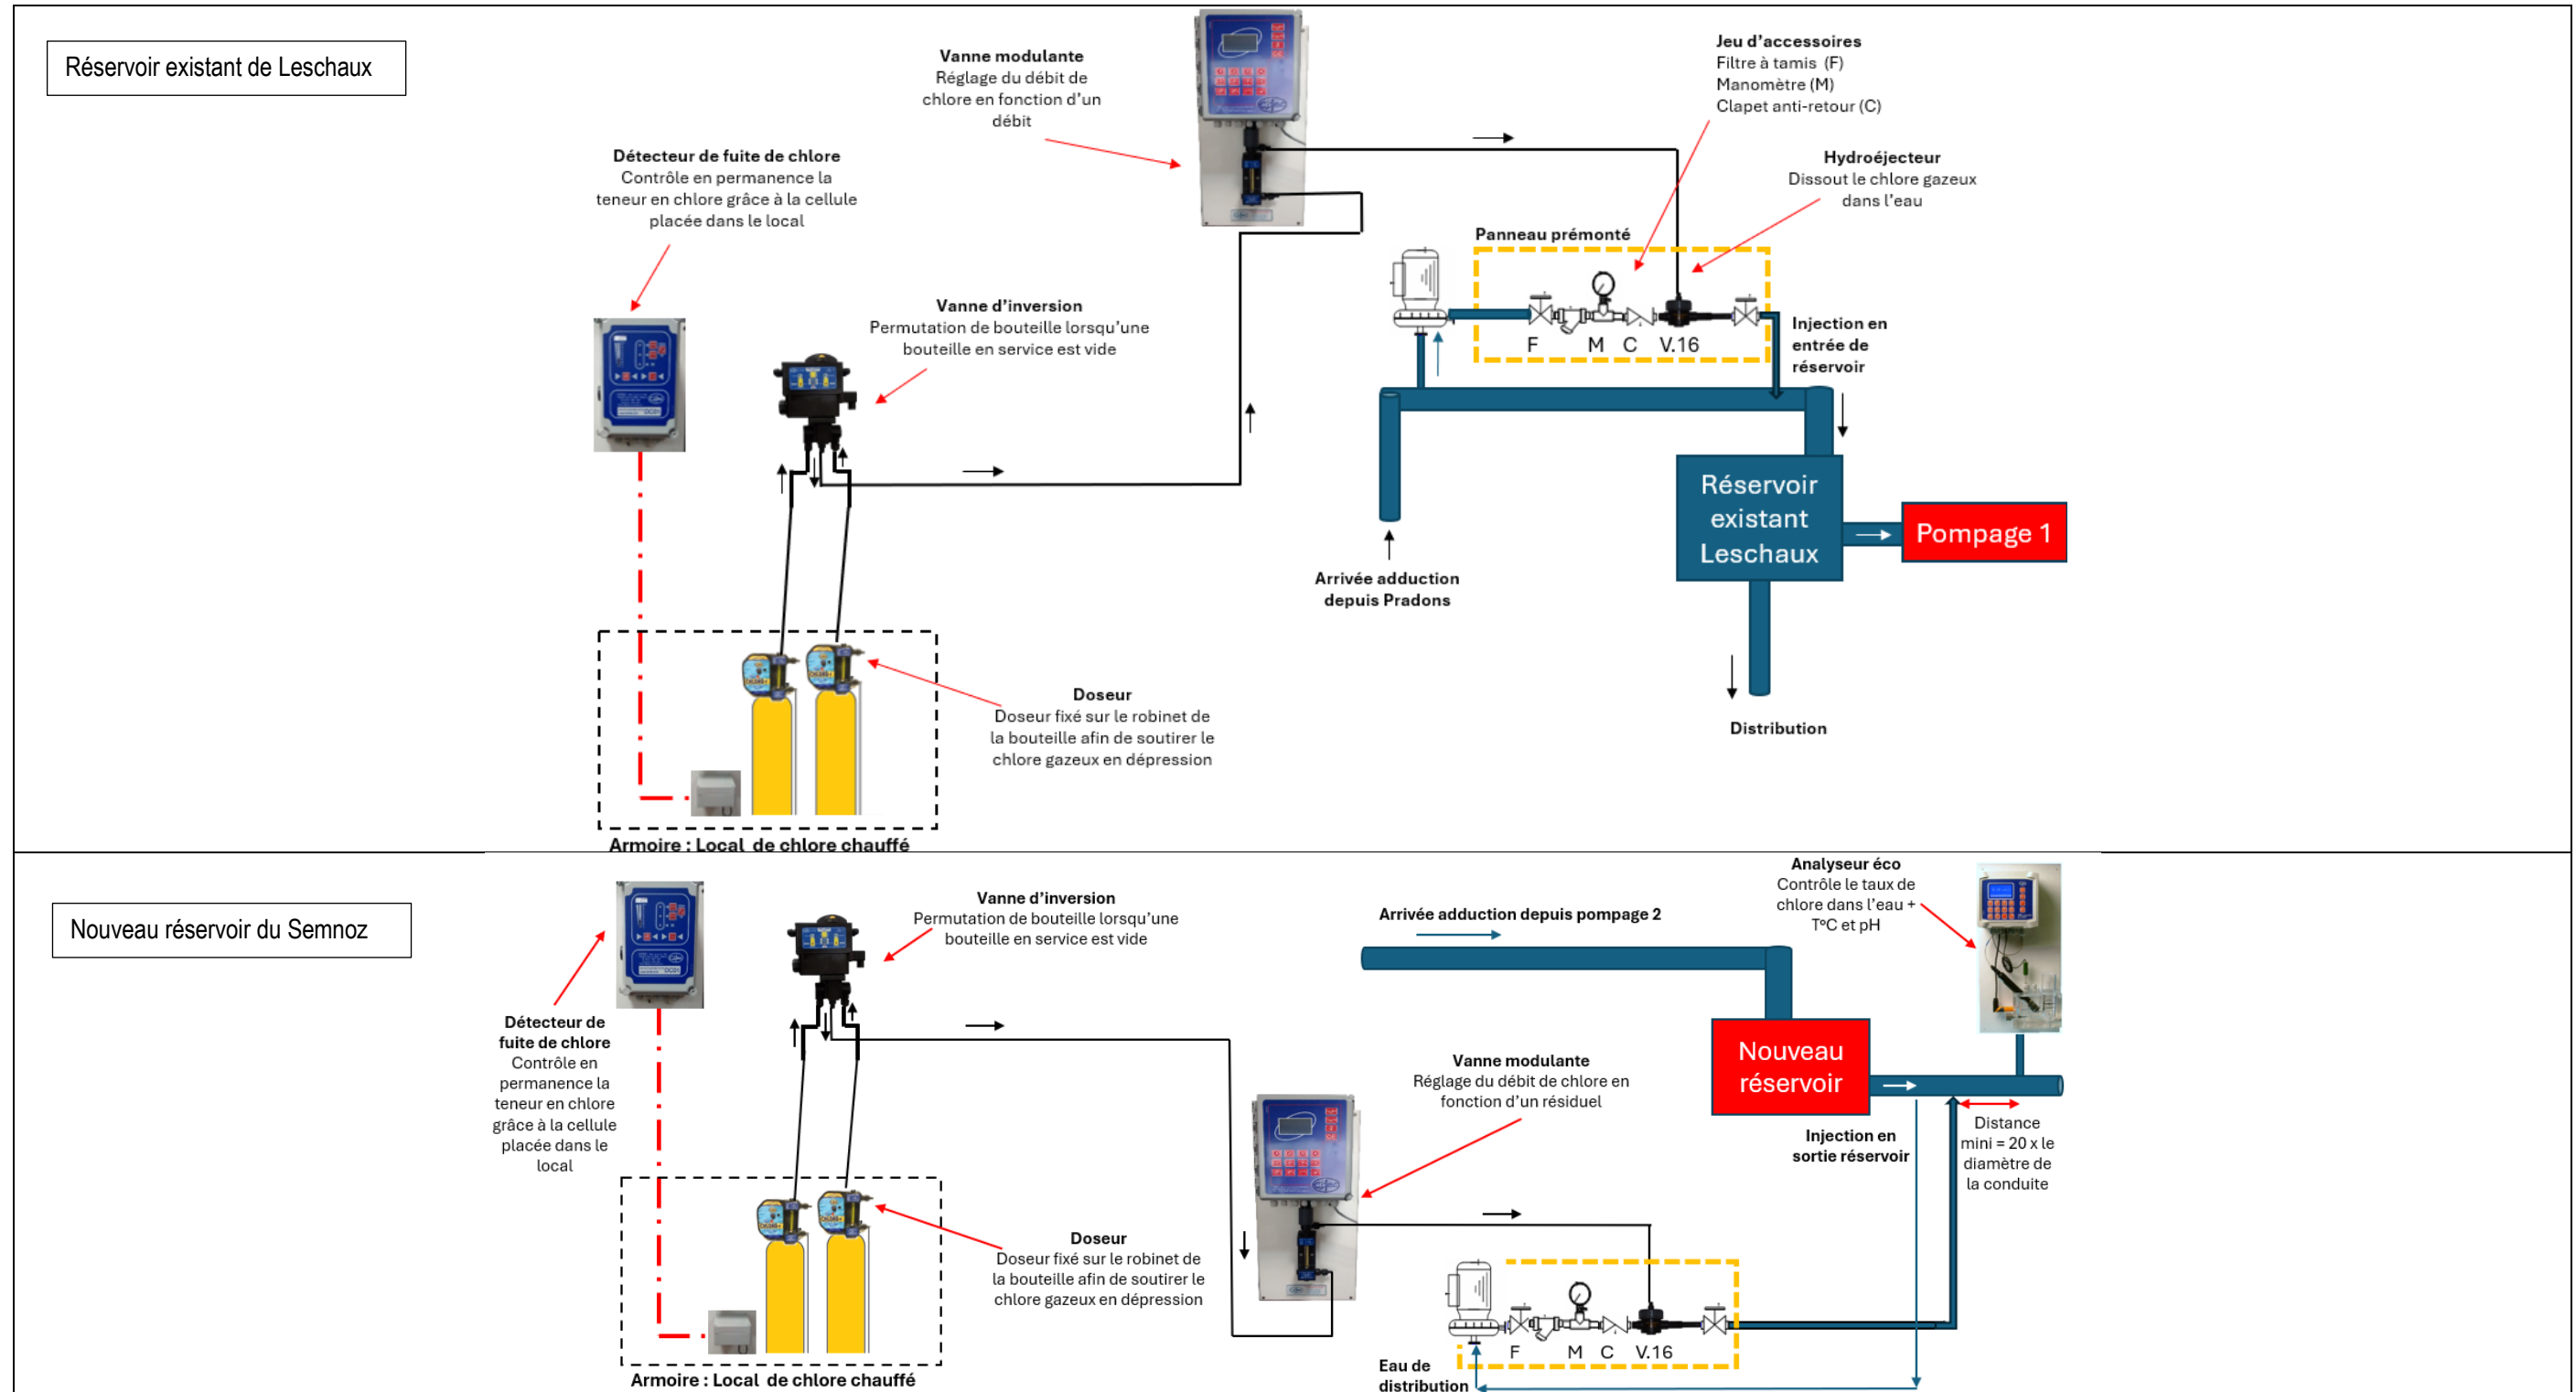 Réservoir existant de Leschaux
Vanne modulante
Réglage du débit de
chlore en fonction d'un
débit
Jeu d'accessoires
Filtre à tamis (F)
Manomètre (M)
Clapet anti-retour (C)
Détecteur de fuite de chlore
Contrôle en permanence la
teneur en chlore grâce à la cellule
placée dans le local
Hydroéjecteur
Dissout le chlore gazeux
dans l'eau
Panneau prémonté
Vanne d'inversion
Permutation de bouteille lorsqu'une
bouteille en service est vide
F M C V.16
Injection en
entrée de
réservoir
Réservoir
existant
Leschaux
Pompage 1
Arrivée adduction
depuis Pradons
Distribution
Doseur
Doseur fixé sur le robinet de
la bouteille afin de soutirer le
chlore gazeux en dépression
Armoire : Local de chlore chauffé
Nouveau réservoir du Semnoz
Vanne d'inversion
Permutation de bouteille lorsqu'une
bouteille en service est vide
Arrivée adduction depuis pompage 2
Analyseur éco
Contrôle le taux de
chlore dans l'eau +
T°C et pH
Détecteur de
fuite de chlore
Contrôle en
permanence la
teneur en chlore
grâce à la cellule
placée dans le
local
Nouveau
réservoir
Vanne modulante
Réglage du débit de chlore en
fonction d'un résiduel
Injection en
sortie réservoir
Distance
mini = 20 x le
diamètre de
la conduite
Doseur
Doseur fixé sur le robinet de
la bouteille afin de soutirer le
chlore gazeux en dépression
F M C V.16
Eau de
distribution
Armoire : Local de chlore chauffé